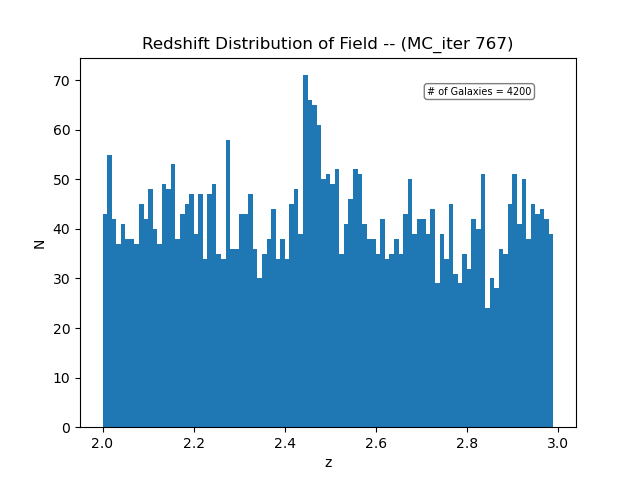 Redshift Distribution of Field -- (MC_iter 767)
# of Galaxies = 4200
70
60
50
40
30
20
10
0
N
2.0 2.2 2.4 2.6 2.8 3.0
z